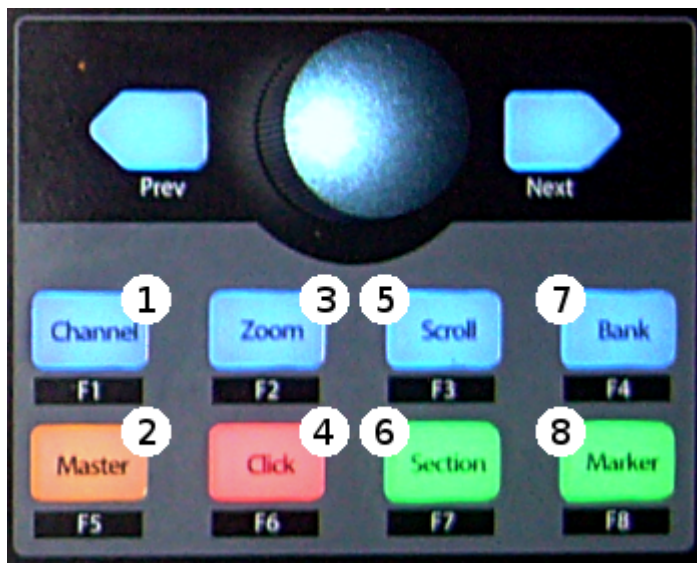 Prev Next
1 3 5 7
Channel Zoom Scroll Bank
F1 F2 F3 F4
2 4 6 8
Master Click Section Marker
F5 F6 F7 F8